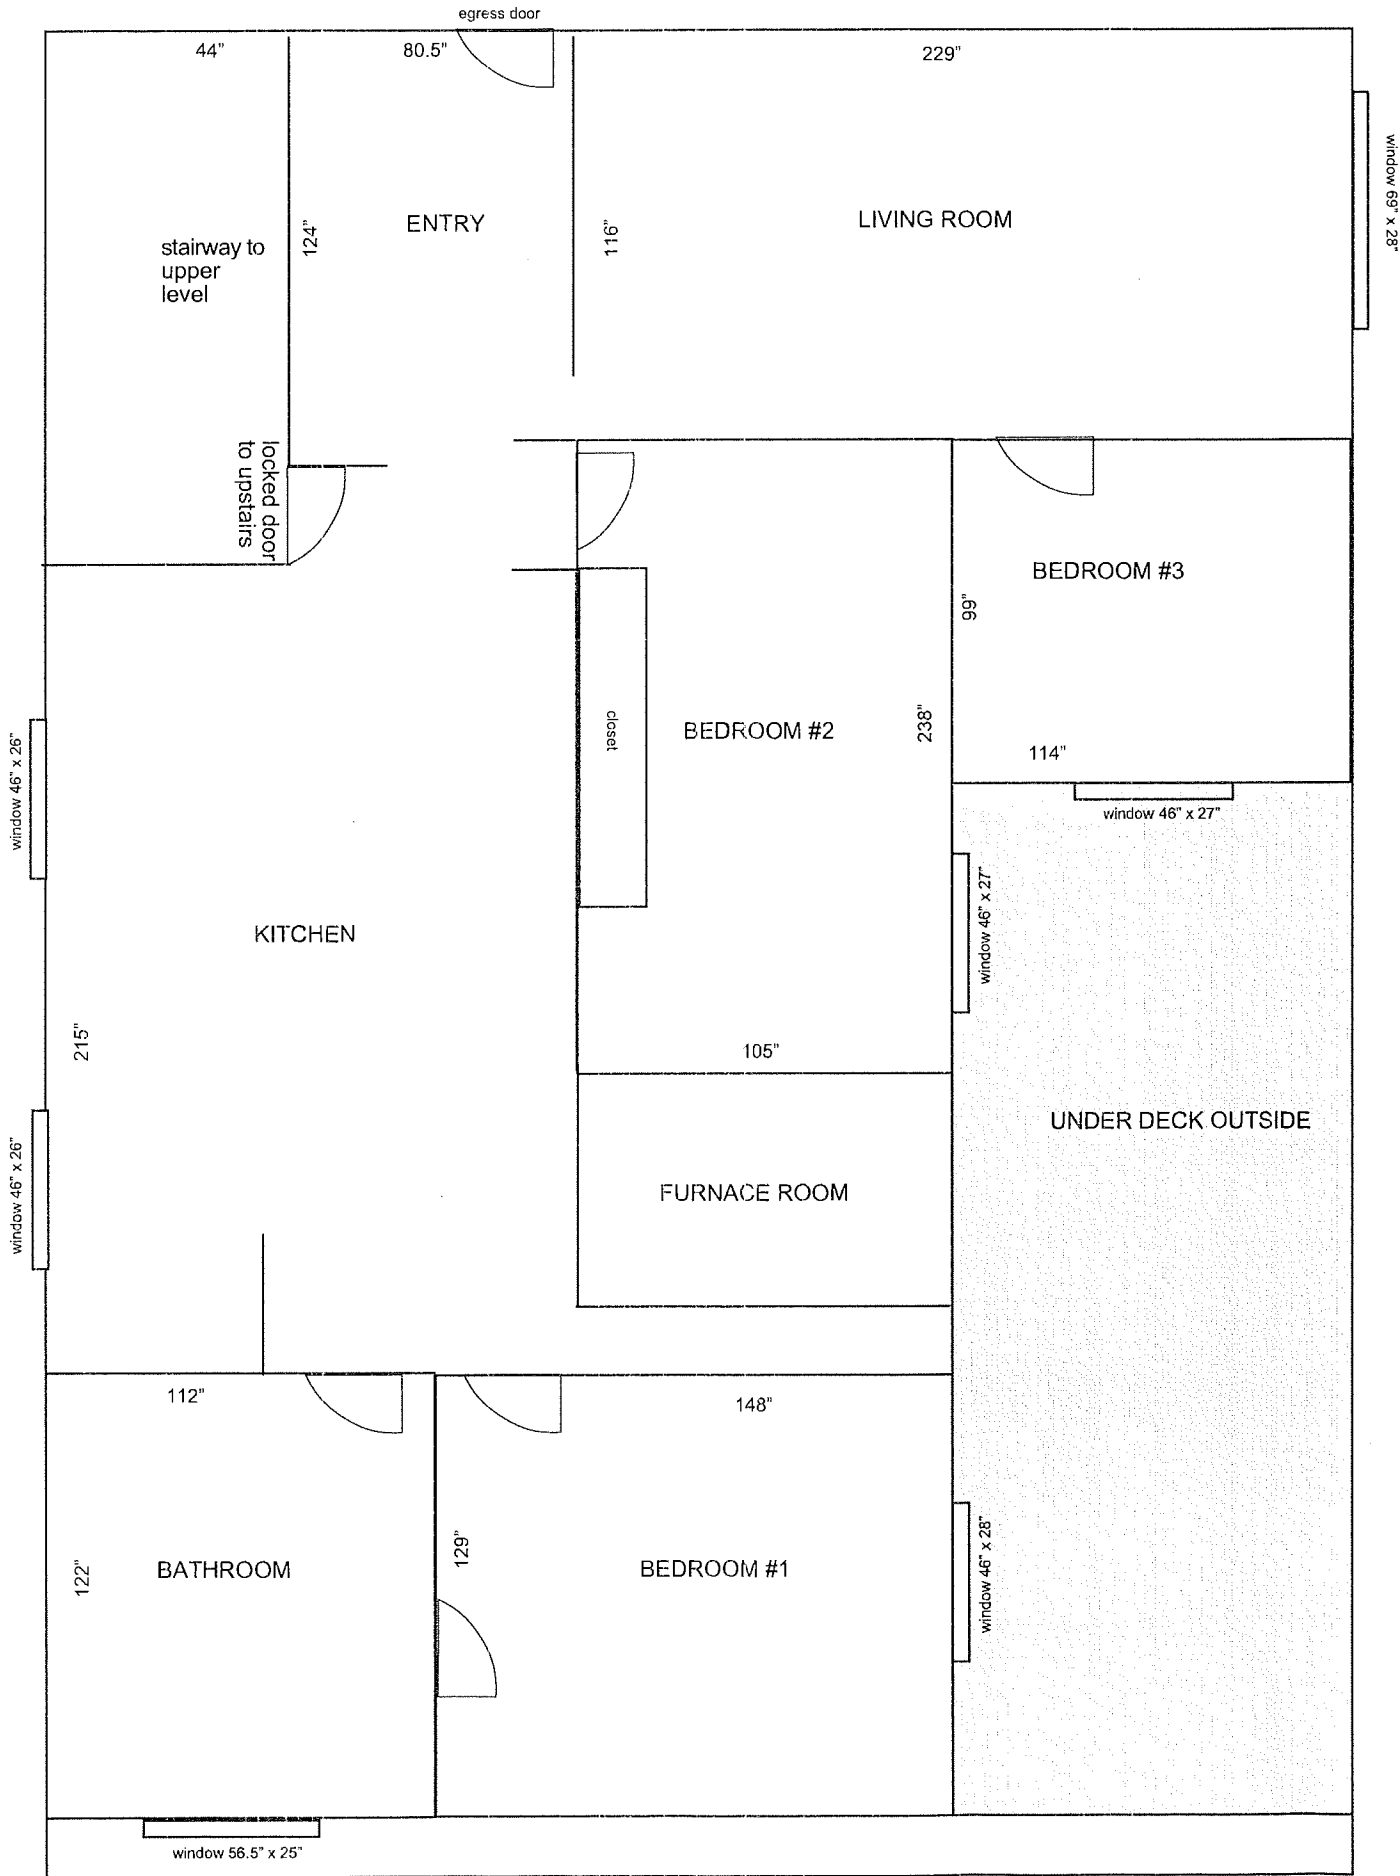 egress door
44"
80.5"
229"
window 69" x 28"
124"
ENTRY
116"
LIVING ROOM
stairway to
upper
level
locked door
to upstairs
BEDROOM #3
99"
114"
window 46" x 27"
closet
BEDROOM #2
238"
window 46" x 26"
window 46" x 27"
KITCHEN
215"
105"
UNDER DECK OUTSIDE
window 46" x 26"
FURNACE ROOM
112"
148"
122"
BATHROOM
129"
BEDROOM #1
window 46" x 28"
window 56.5" x 25"